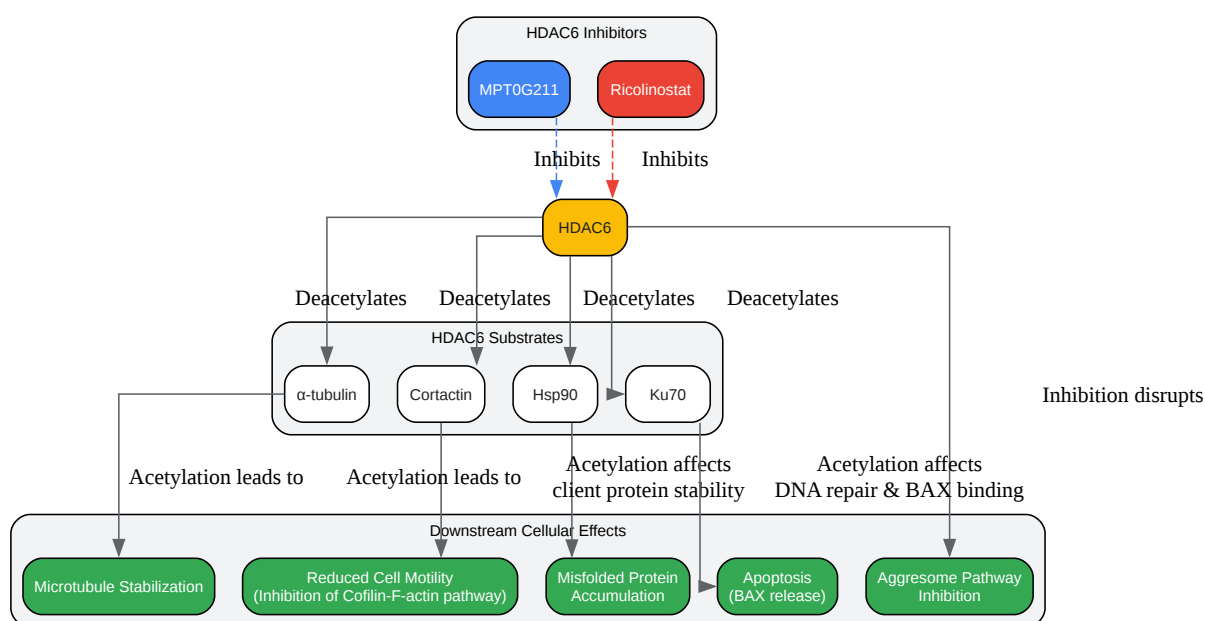 HDAC6 Inhibitors
MPT0G211
Ricolinostat
Inhibits
Inhibits
HDAC6
Deacetylates
Deacetylates
Deacetylates
Deacetylates
HDAC6 Substrates
α-tubulin
Cortactin
Hsp90
Ku70
Inhibition disrupts
Acetylation leads to
Acetylation leads to
Acetylation affects
client protein stability
Acetylation affects
DNA repair & BAX binding
Downstream Cellular Effects
Microtubule Stabilization
Reduced Cell Motility
(Inhibition of Cofilin-F-actin pathway)
Misfolded Protein
Accumulation
Apoptosis
(BAX release)
Aggresome Pathway
Inhibition